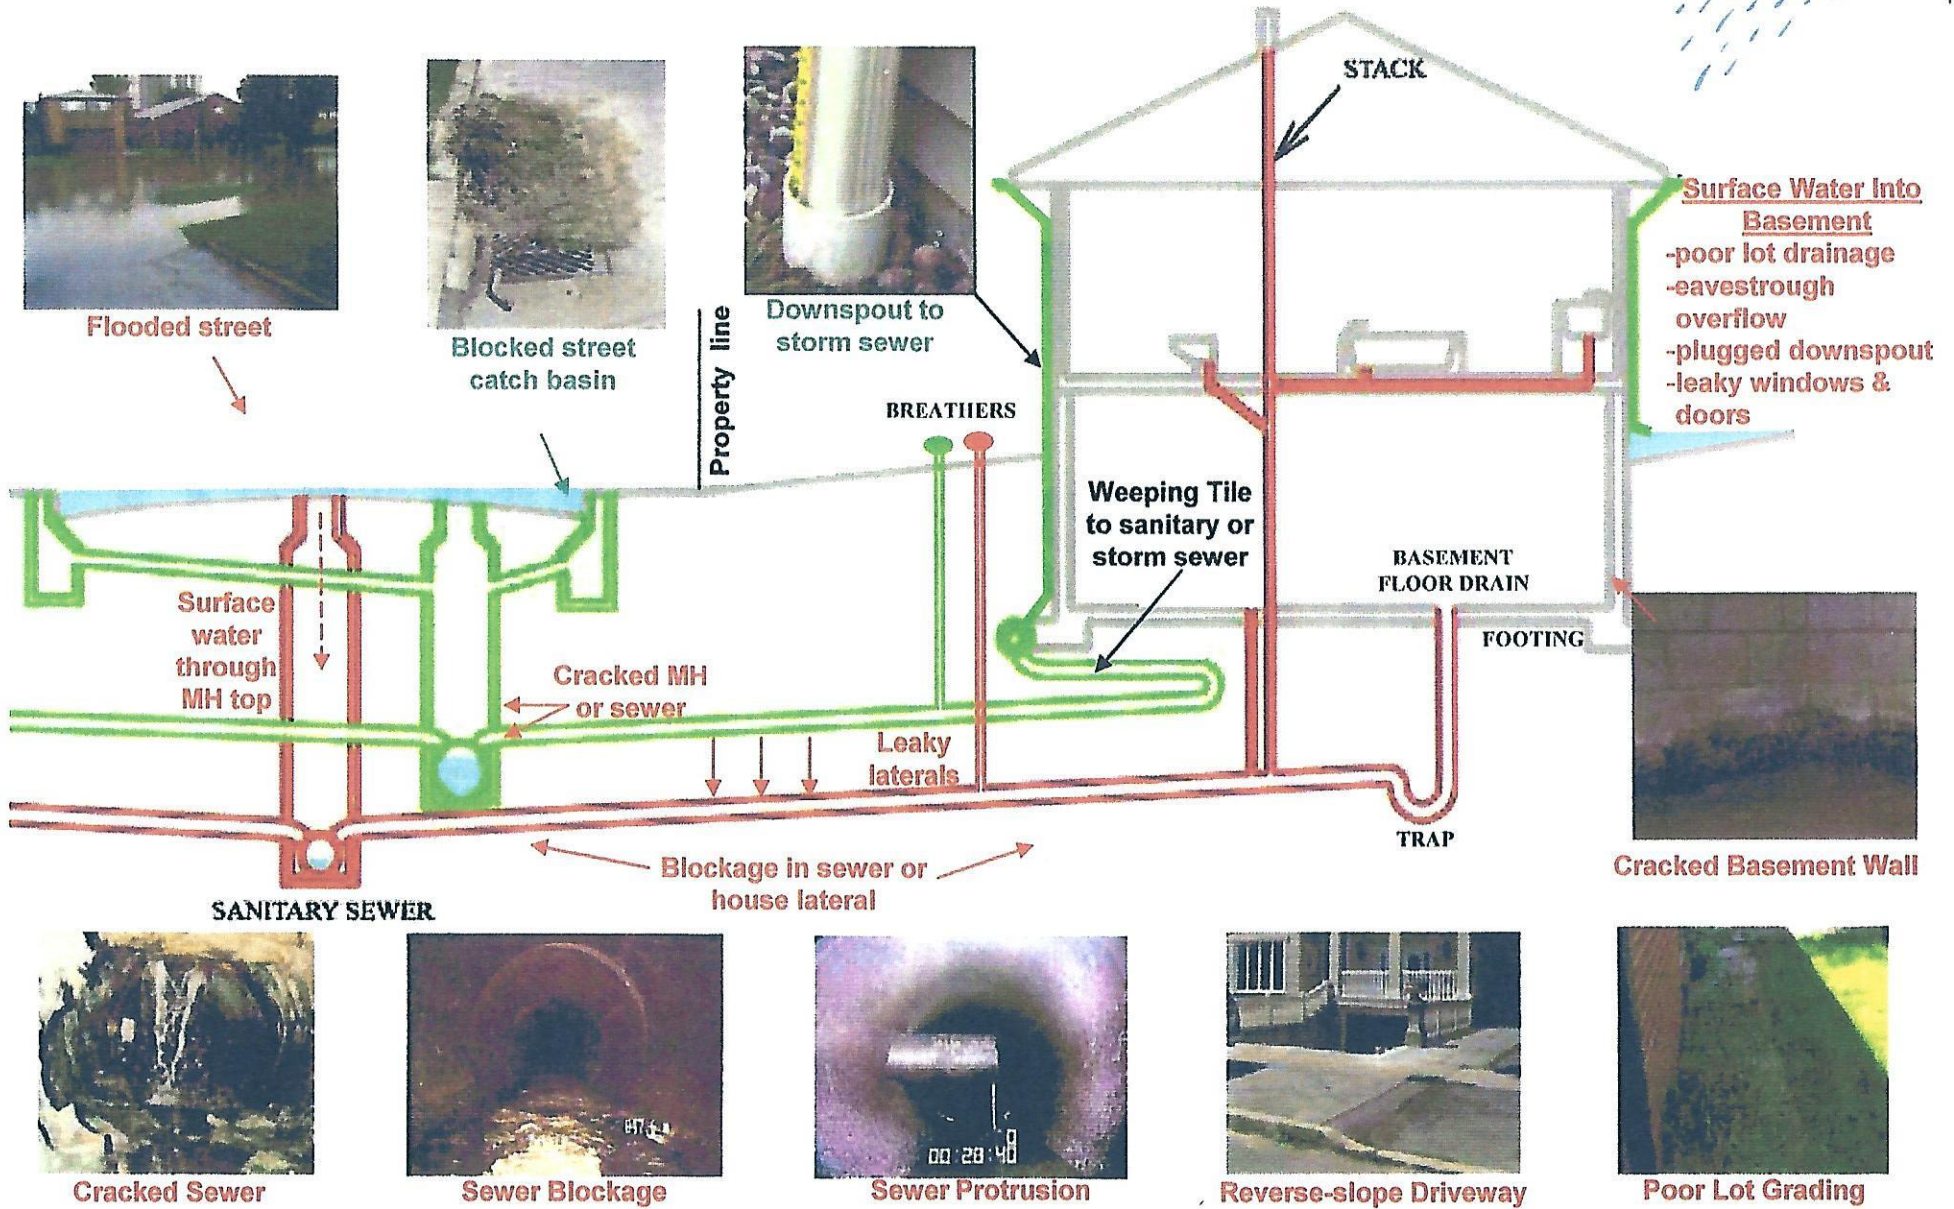 STACK
Surface Water Into
Basement
-poor lot drainage
-eavestrough
overflow
-plugged downspout
-leaky windows &
doors
Flooded street
Blocked street
catch basin
Property line
Downspout to
storm sewer
BREATHERS
Weeping Tile
to sanitary or
storm sewer
BASEMENT
FLOOR DRAIN
FOOTING
Surface
water
through
MH top
Cracked MH
or sewer
Leaky
laterals
TRAP
Blockage in sewer or
house lateral
Cracked Basement Wall
SANITARY SEWER
00:28:40
Cracked Sewer
Sewer Blockage
Sewer Protrusion
Reverse-slope Driveway
Poor Lot Grading